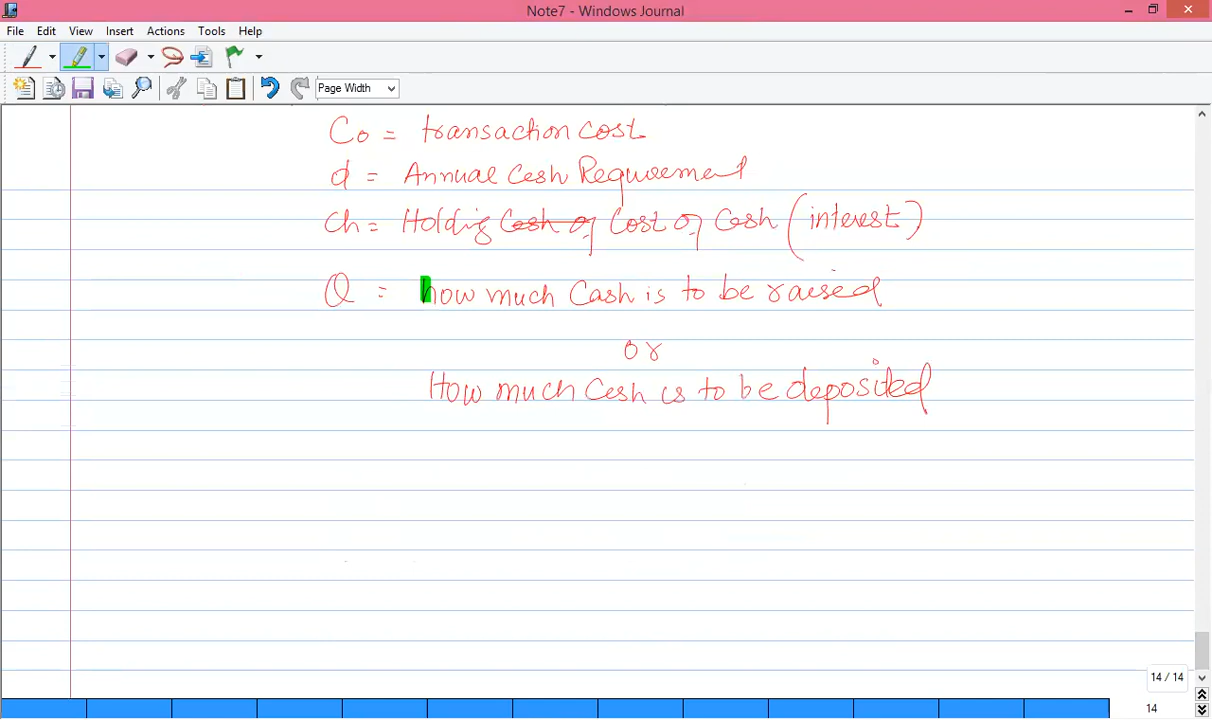 Note7 - Windows Journal
File Edit View Insert Actions Tools Help
Page Width
Co = transaction cost
d = Annual Cash Requirement
Ch = Holding Cash of Cost of Cash (interest)
Q = how much Cash is to be raised
or
How much Cash is to be deposited
14 / 14
14